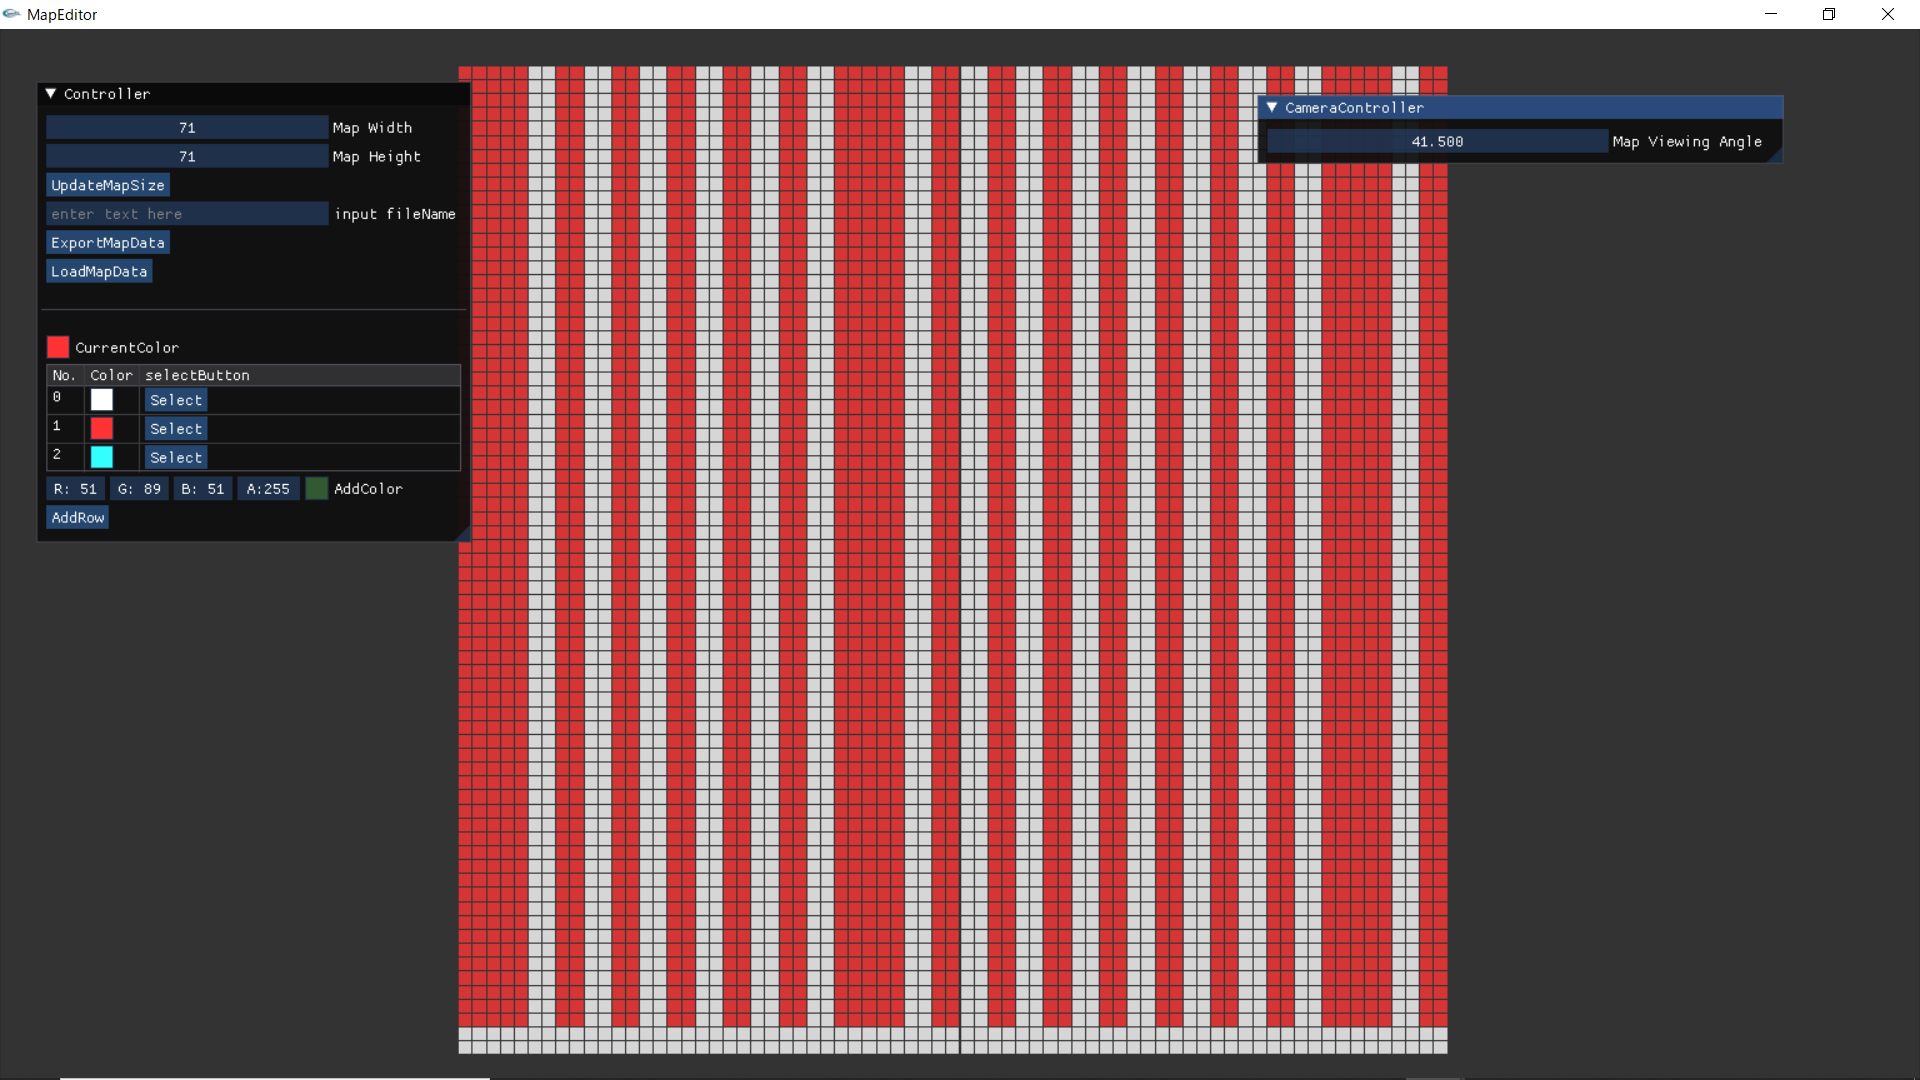 MapEditor
Controller
71 Map Width
71 Map Height
UpdateMapSize
enter text here input fileName
ExportMapData
LoadMapData
CurrentColor
No. Color selectButton
0 Select
1 Select
2 Select
R: 51 G: 89 B: 51 A:255 AddColor
AddRow
CameraController
41.500 Map Viewing Angle